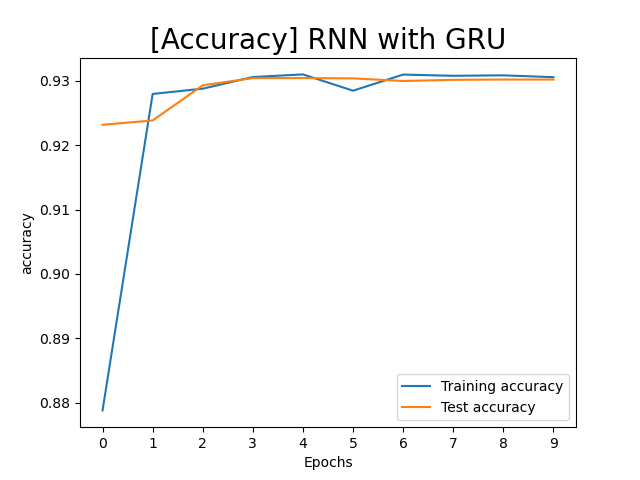 [Accuracy] RNN with GRU
accuracy
0.93
0.92
0.91
0.90
0.89
0.88
Training accuracy
Test accuracy
0 1 2 3 4 5 6 7 8 9
Epochs